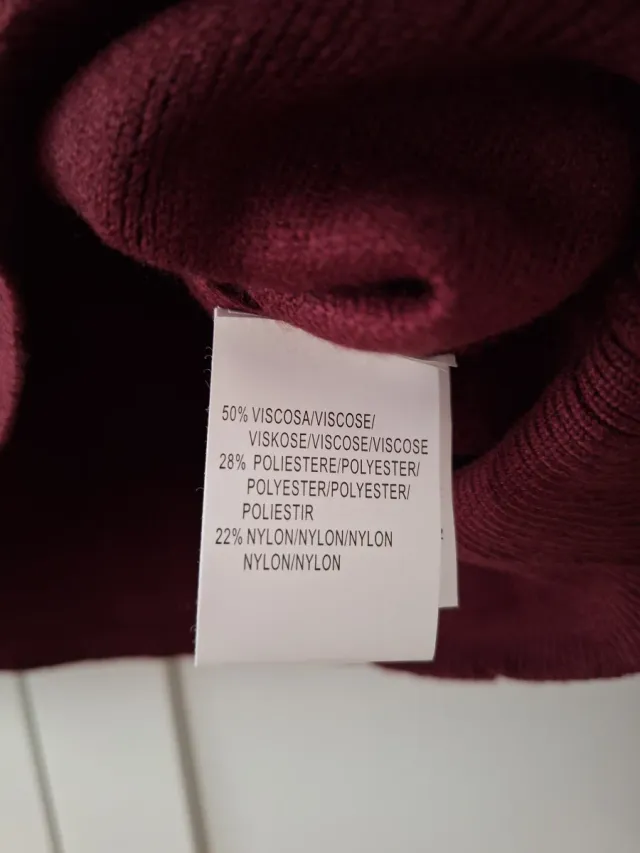 50% VISCOSA/VISCOSE/
VISKOSE/VISCOSE/VISCOSE
28% POLIESTERE/POLYESTER/
POLYESTER/POLYESTER/
POLIESTIR
22% NYLON/NYLON/NYLON
NYLON/NYLON